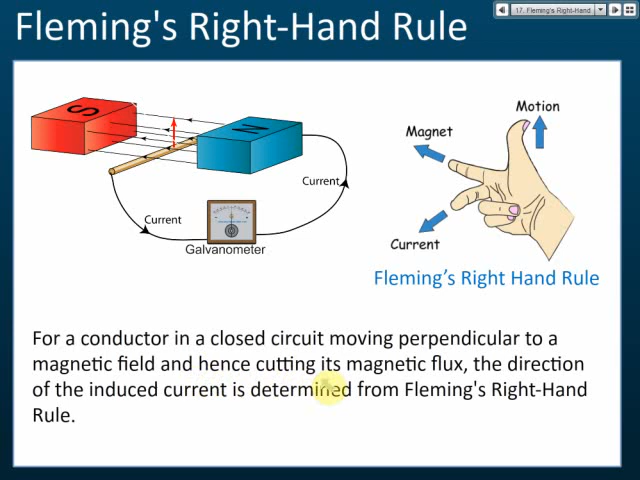 Fleming's Right-Hand Rule
17. Fleming's Right-Hand
S
N
Current
Current
Galvanometer
Motion
Magnet
Current
Fleming's Right Hand Rule
For a conductor in a closed circuit moving perpendicular to a
magnetic field and hence cutting its magnetic flux, the direction
of the induced current is determined from Fleming's Right-Hand
Rule.